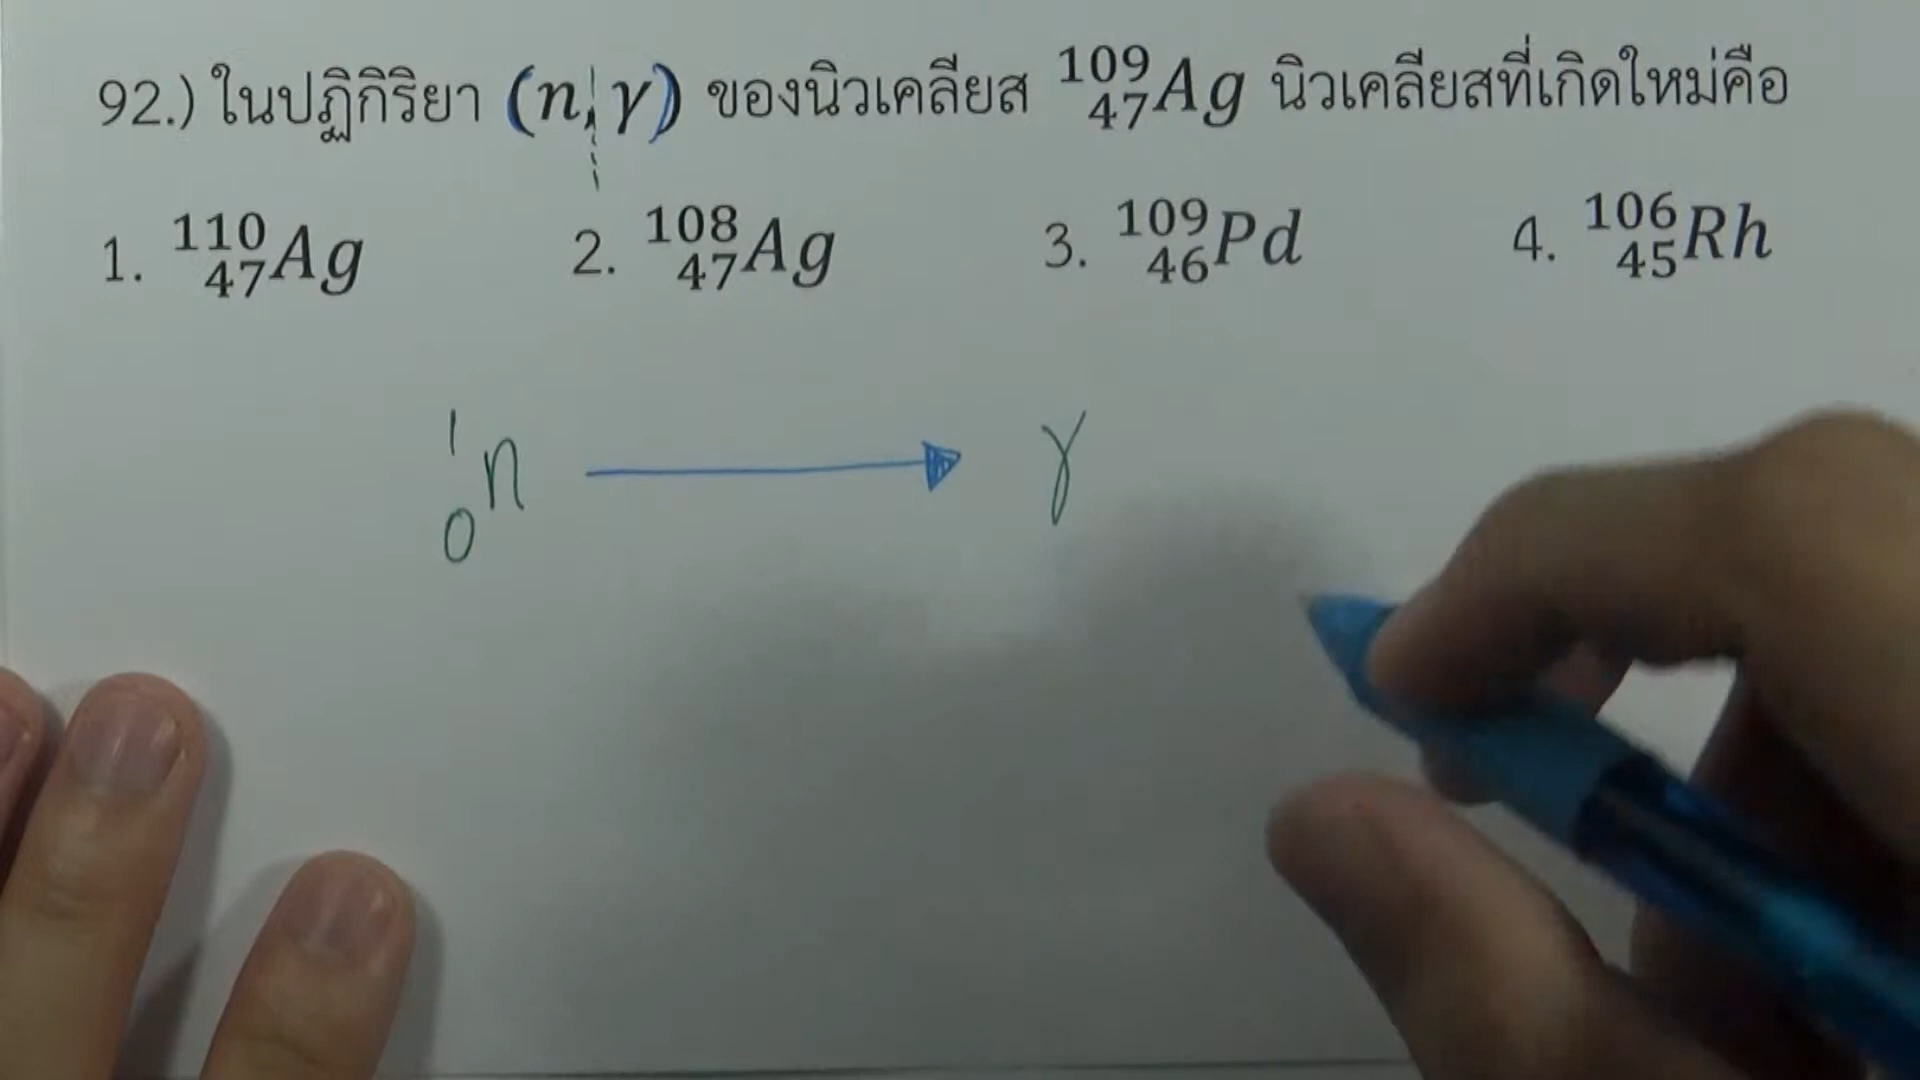 92.) ในปฏิกิริยา (n, γ) ของนิวเคลียส ¹⁰⁹₄₇Ag นิวเคลียสที่เกิดใหม่คือ
1. ¹¹⁰₄₇Ag 2. ¹⁰⁸₄₇Ag 3. ¹⁰⁹₄₆Pd 4. ¹⁰⁶₄₅Rh
¹₀n → γ